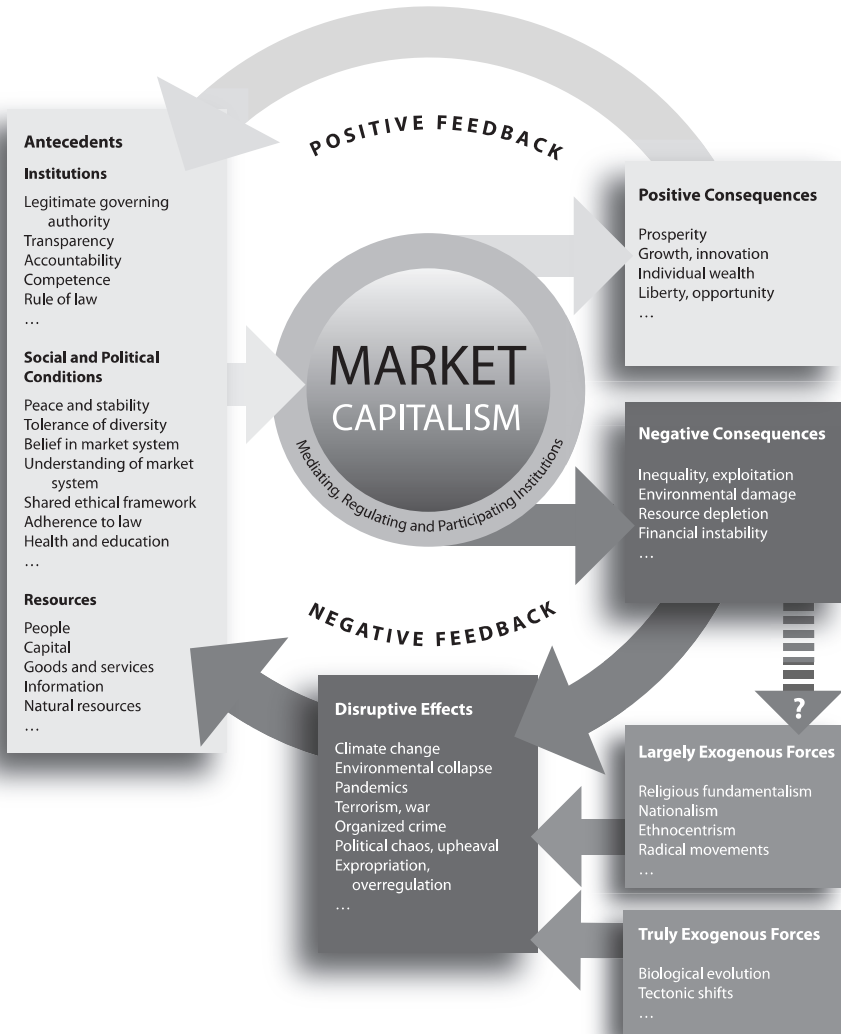 POSITIVE FEEDBACK
Antecedents
Institutions
Legitimate governing
authority
Transparency
Accountability
Competence
Rule of law
…
Social and Political
Conditions
Peace and stability
Tolerance of diversity
Belief in market system
Understanding of market
system
Shared ethical framework
Adherence to law
Health and education
…
Resources
People
Capital
Goods and services
Information
Natural resources
…
MARKET
CAPITALISM
Mediating, Regulating and Participating Institutions
Positive Consequences
Prosperity
Growth, innovation
Individual wealth
Liberty, opportunity
…
Negative Consequences
Inequality, exploitation
Environmental damage
Resource depletion
Financial instability
…
NEGATIVE FEEDBACK
Disruptive Effects
Climate change
Environmental collapse
Pandemics
Terrorism, war
Organized crime
Political chaos, upheaval
Expropriation,
overregulation
…
?
Largely Exogenous Forces
Religious fundamentalism
Nationalism
Ethnocentrism
Radical movements
…
Truly Exogenous Forces
Biological evolution
Tectonic shifts
…